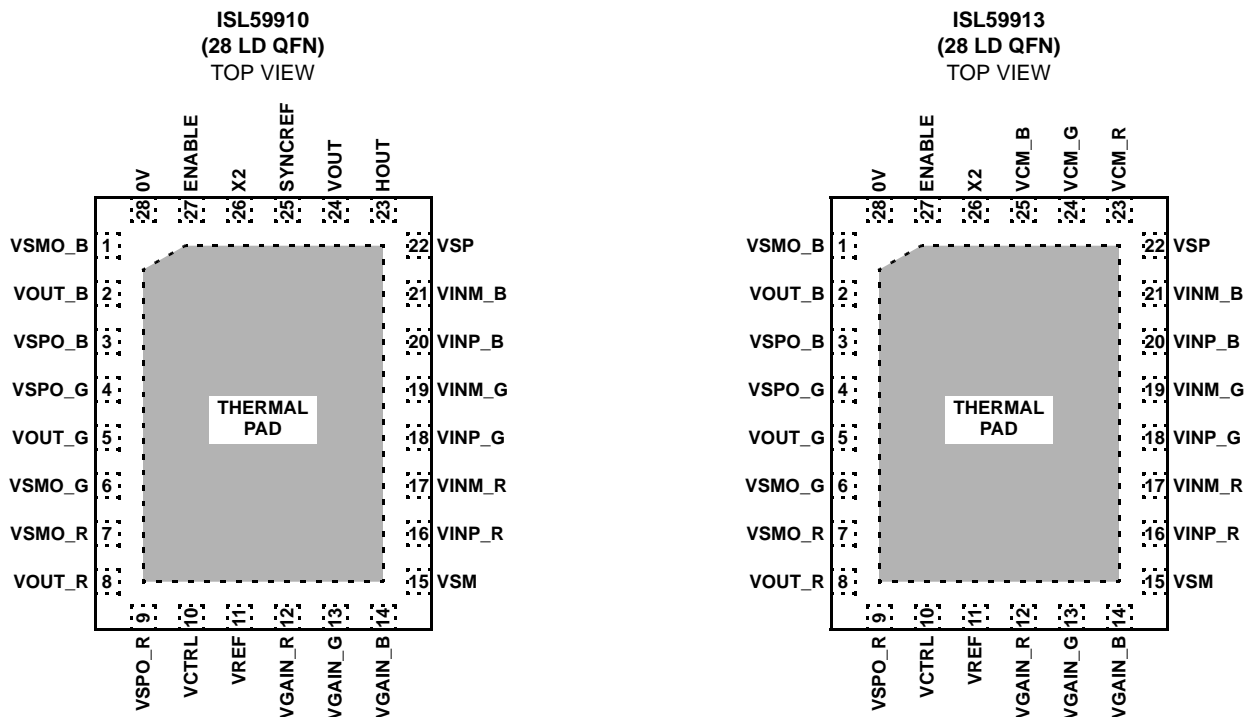 ISL59910
(28 LD QFN)
TOP VIEW
28 0V
27 ENABLE
26 X2
25 SYNCREF
24 VOUT
23 HOUT
VSMO_B 1
VOUT_B 2
VSPO_B 3
VSPO_G 4
VOUT_G 5
VSMO_G 6
VSMO_R 7
VOUT_R 8
THERMAL
PAD
22 VSP
21 VINM_B
20 VINP_B
19 VINM_G
18 VINP_G
17 VINM_R
16 VINP_R
15 VSM
VSPO_R 9
VCTRL 10
VREF 11
VGAIN_R 12
VGAIN_G 13
VGAIN_B 14
ISL59913
(28 LD QFN)
TOP VIEW
28 0V
27 ENABLE
26 X2
25 VCM_B
24 VCM_G
23 VCM_R
VSMO_B 1
VOUT_B 2
VSPO_B 3
VSPO_G 4
VOUT_G 5
VSMO_G 6
VSMO_R 7
VOUT_R 8
THERMAL
PAD
22 VSP
21 VINM_B
20 VINP_B
19 VINM_G
18 VINP_G
17 VINM_R
16 VINP_R
15 VSM
VSPO_R 9
VCTRL 10
VREF 11
VGAIN_R 12
VGAIN_G 13
VGAIN_B 14